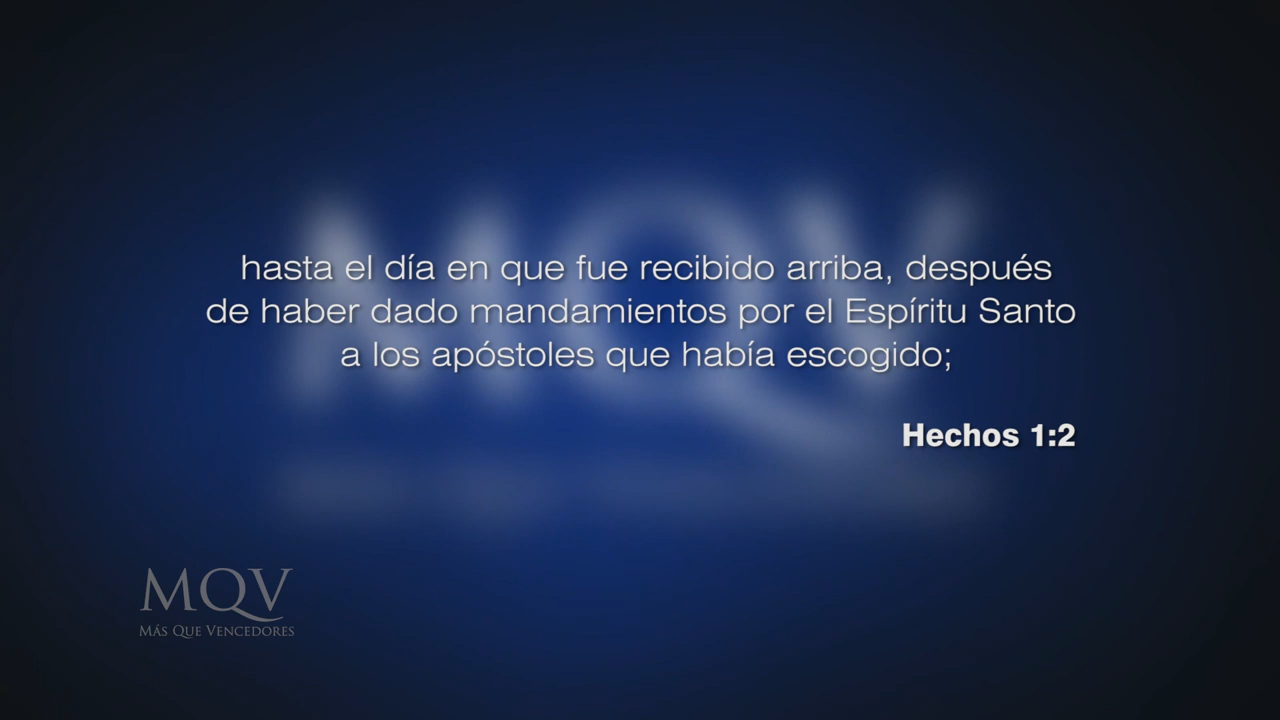 hasta el día en que fue recibido arriba, después
de haber dado mandamientos por el Espíritu Santo
a los apóstoles que había escogido;
Hechos 1:2
MQV
MÁS QUE VENCEDORES